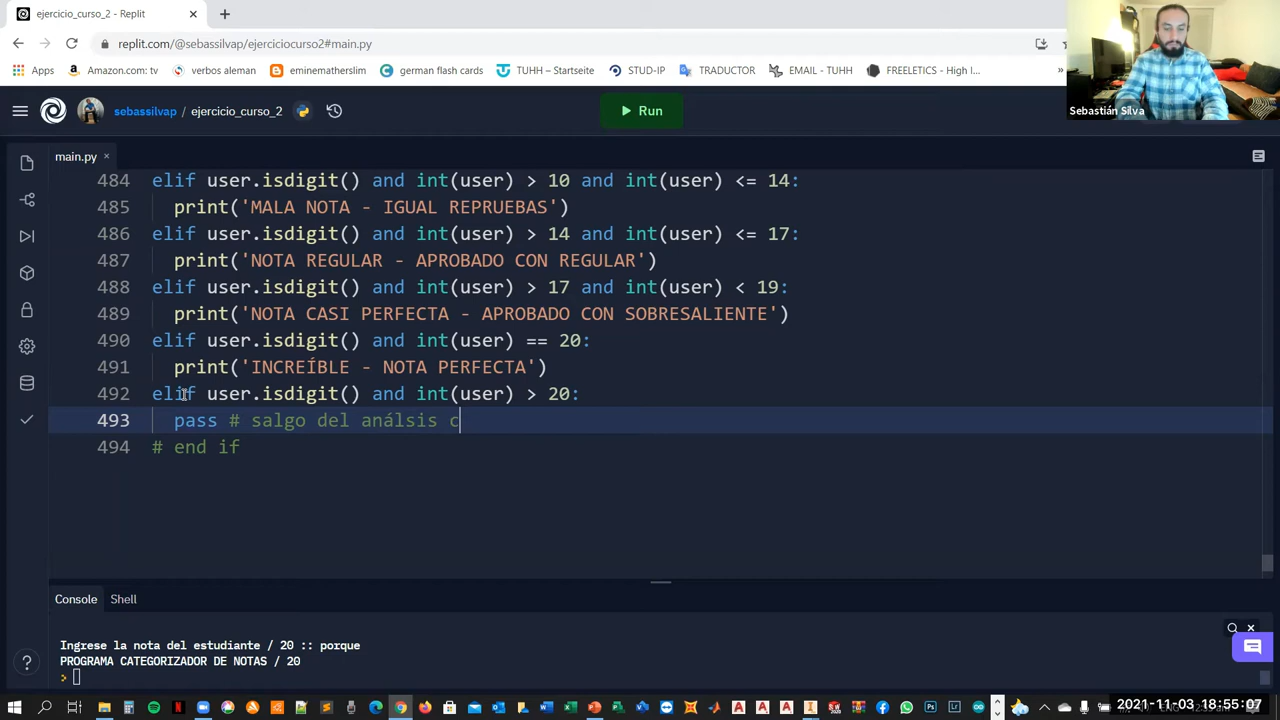 ejercicio_curso_2 - Replit
replit.com/@sebassilvap/ejerciciocurso2#main.py
Apps
Amazon.com: tv
verbos aleman
eminematherslim
german flash cards
TUHH – Startseite
STUD-IP
TRADUCTOR
EMAIL - TUHH
FREELETICS - High I...
»
Sebastián Silva
sebassilvap / ejercicio_curso_2
Run
main.py
484 elif user.isdigit() and int(user) > 10 and int(user) <= 14:
485 print('MALA NOTA - IGUAL REPRUEBAS')
486 elif user.isdigit() and int(user) > 14 and int(user) <= 17:
487 print('NOTA REGULAR - APROBADO CON REGULAR')
488 elif user.isdigit() and int(user) > 17 and int(user) < 19:
489 print('NOTA CASI PERFECTA - APROBADO CON SOBRESALIENTE')
490 elif user.isdigit() and int(user) == 20:
491 print('INCREÍBLE - NOTA PERFECTA')
492 elif user.isdigit() and int(user) > 20:
493 pass # salgo del análsis c
494 # end if
Console
Shell
Ingrese la nota del estudiante / 20 :: porque
PROGRAMA CATEGORIZADOR DE NOTAS / 20
>
2021-11-03 18:55:07